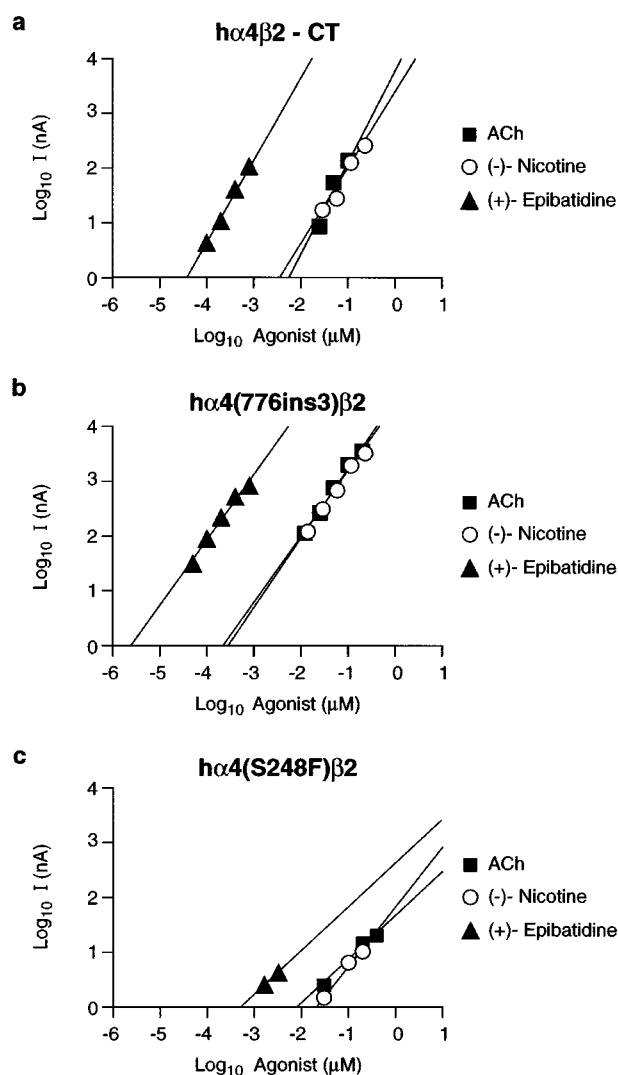 a
hα4β2 - CT
4
3
2
1
0
Log₁₀ I (nA)
-6 -5 -4 -3 -2 -1 0 1
Log₁₀ Agonist (μM)
ACh
(-)- Nicotine
(+)- Epibatidine
b
hα4(776ins3)β2
4
3
2
1
0
Log₁₀ I (nA)
-6 -5 -4 -3 -2 -1 0 1
Log₁₀ Agonist (μM)
ACh
(-)- Nicotine
(+)- Epibatidine
c
hα4(S248F)β2
4
3
2
1
0
Log₁₀ I (nA)
-6 -5 -4 -3 -2 -1 0 1
Log₁₀ Agonist (μM)
ACh
(-)- Nicotine
(+)- Epibatidine